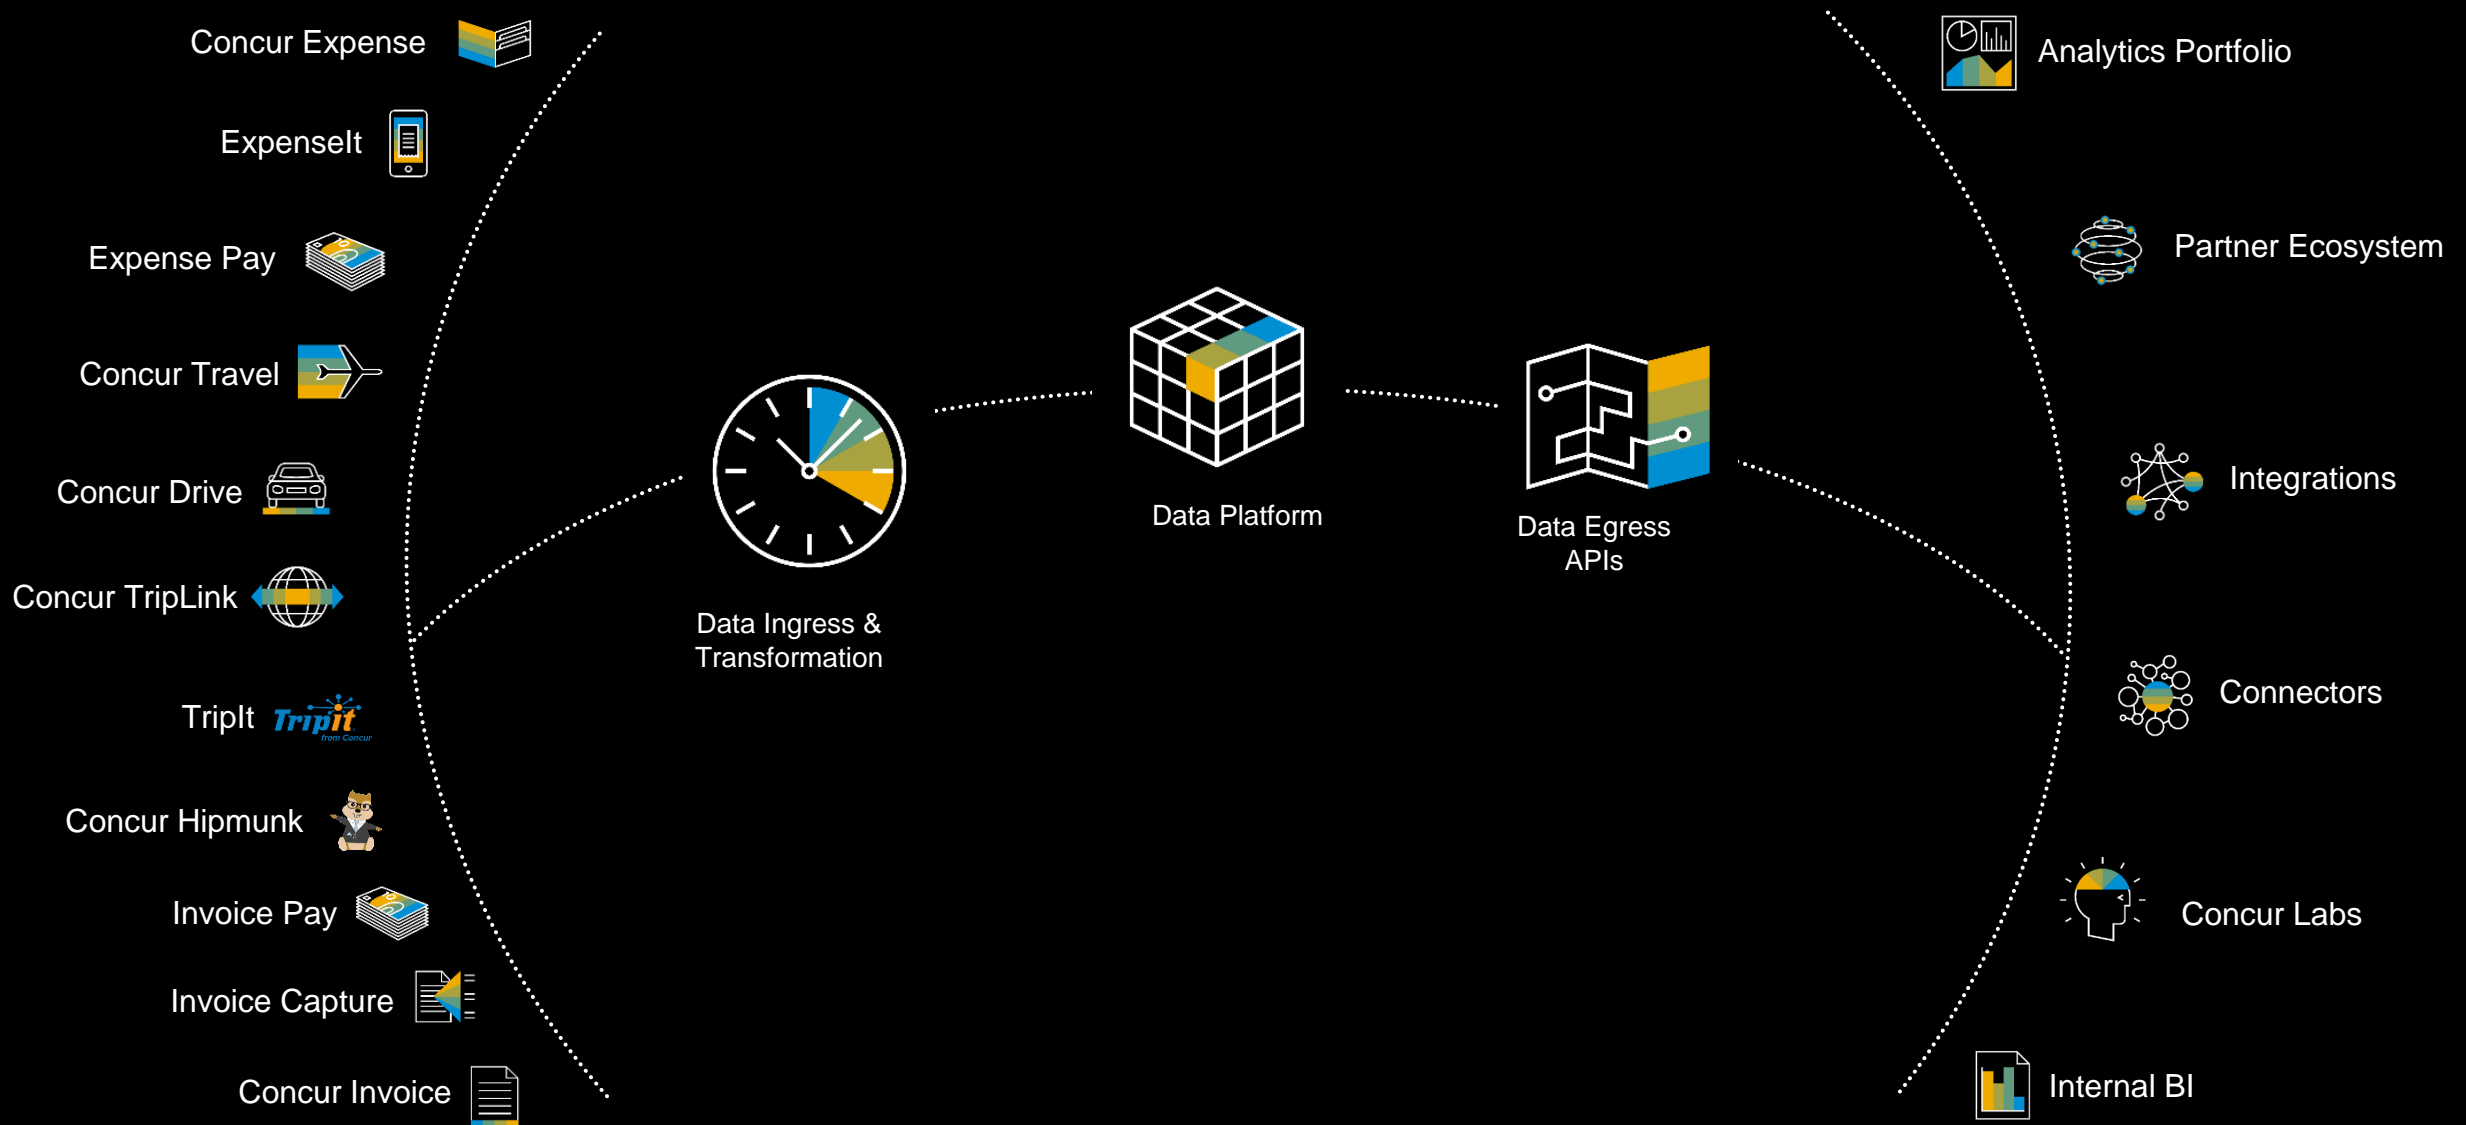 Concur Expense
ExpenseIt
Expense Pay
Concur Travel
Concur Drive
Concur TripLink
TripIt
TripIt
from Concur
Concur Hipmunk
Invoice Pay
Invoice Capture
Concur Invoice
Data Ingress &
Transformation
Data Platform
Data Egress
APIs
Analytics Portfolio
Partner Ecosystem
Integrations
Connectors
Concur Labs
Internal BI